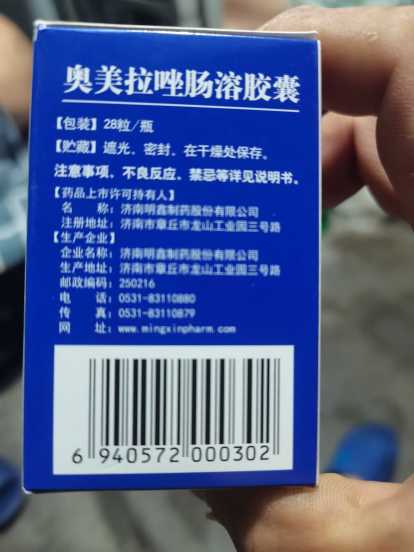 奥美拉唑肠溶胶囊
【包装】28粒/瓶
【贮藏】遮光、密封，在干燥处保存。
注意事项、不良反应、禁忌等详见说明书。
【药品上市许可持有人】
名 称：济南明鑫制药股份有限公司
注册地址：济南市章丘市龙山工业园三号路
【生产企业】
企业名称：济南明鑫制药股份有限公司
生产地址：济南市章丘市龙山工业园三号路
邮政编码：250216
电 话：0531-83110880
传 真：0531-83110879
网 址：www.mingxinpharm.com
6 940572 000302